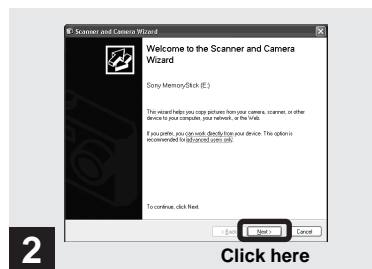 Scanner and Camera Wizard
Welcome to the Scanner and Camera
Wizard
Sony MemoryStick (E:)
This wizard helps you copy pictures from your camera, scanner, or other
device to your computer, your network, or the Web.
If you prefer, you can work directly from your device. This option is
recommended for advanced users only.
To continue, click Next.
< Back Next > Cancel
2 Click here